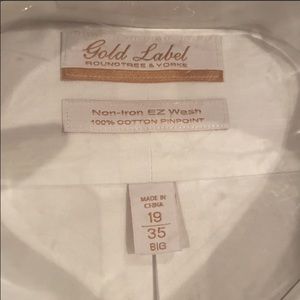 Gold Label
ROUNDTREE & YORKE
Non-Iron EZ Wash
100% COTTON PINPOINT
MADE IN
CHINA
19
35
BIG